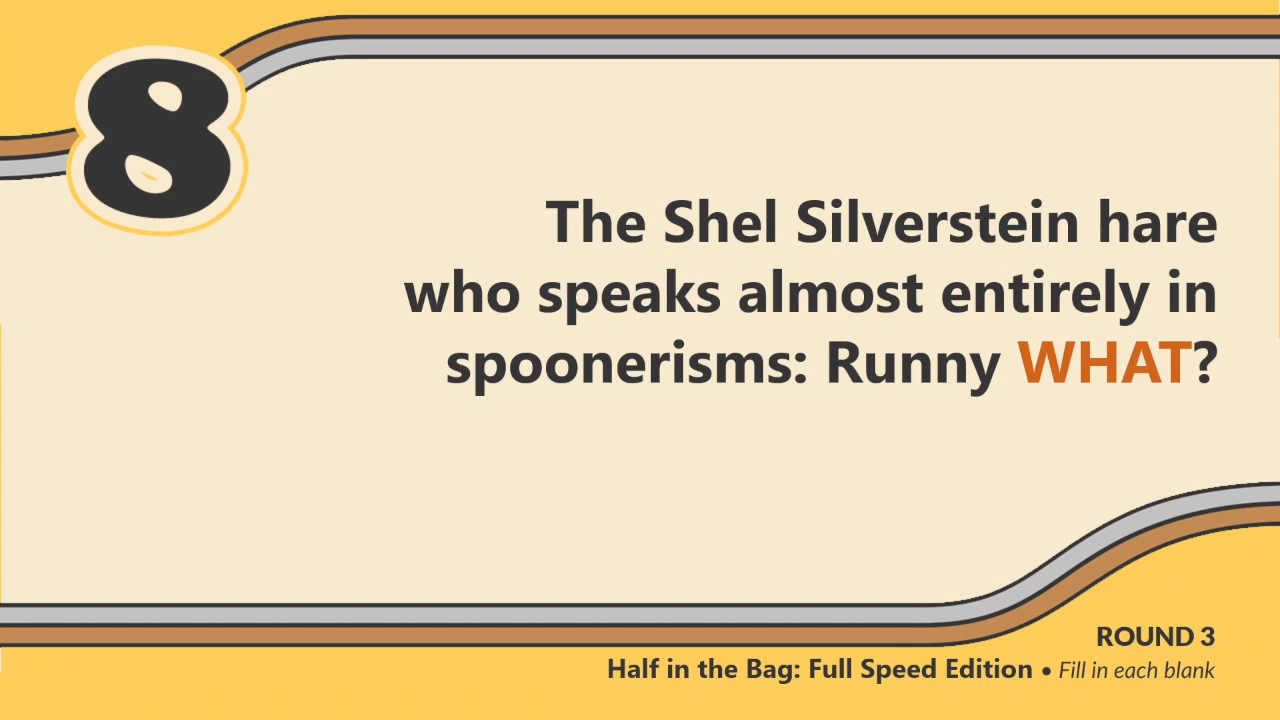 8
The Shel Silverstein hare
who speaks almost entirely in
spoonerisms: Runny WHAT?
ROUND 3
Half in the Bag: Full Speed Edition • Fill in each blank